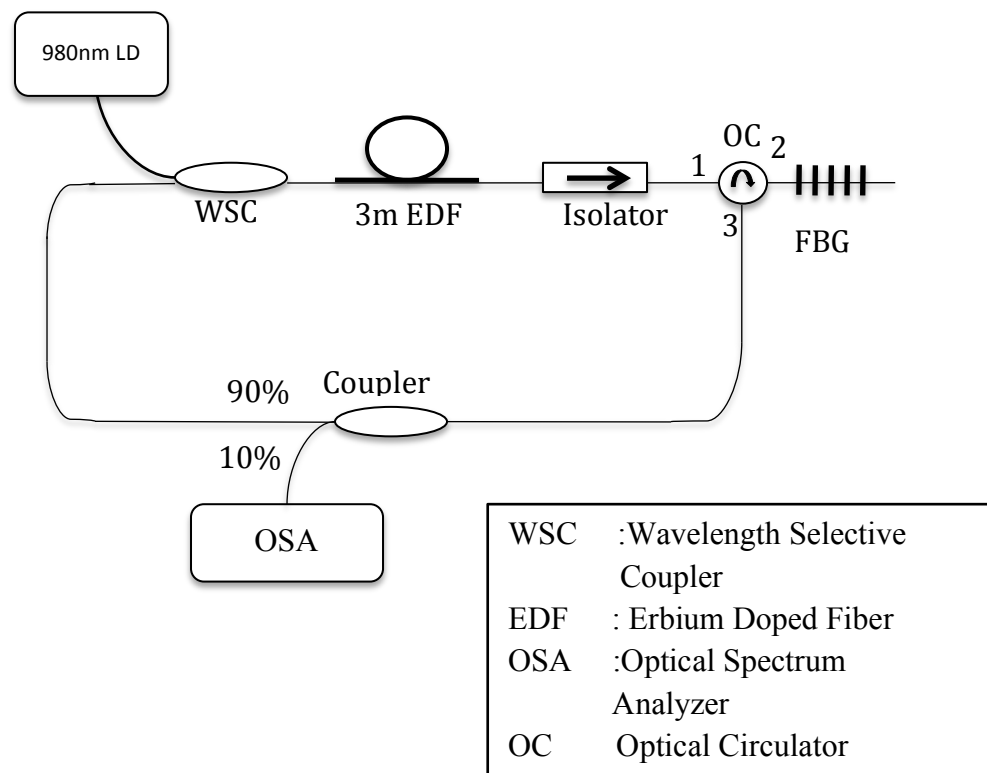 980nm LD
OC
1
2
WSC
3m EDF
Isolator
3
FBG
90%
Coupler
10%
OSA
WSC :Wavelength Selective
Coupler
EDF : Erbium Doped Fiber
OSA :Optical Spectrum
Analyzer
OC Optical Circulator